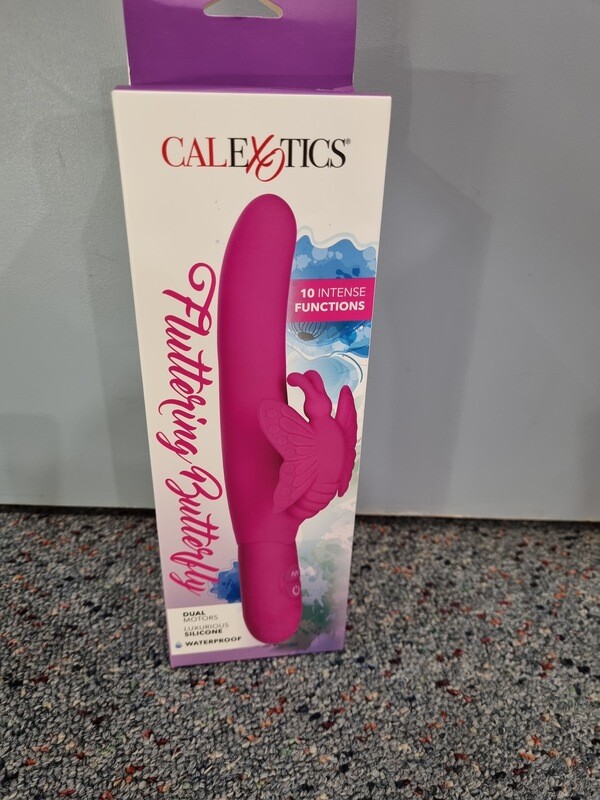 CALEXOTICS®
Fluttering Butterfly
10 INTENSE
FUNCTIONS
DUAL
MOTORS
LUXURIOUS
SILICONE
WATERPROOF